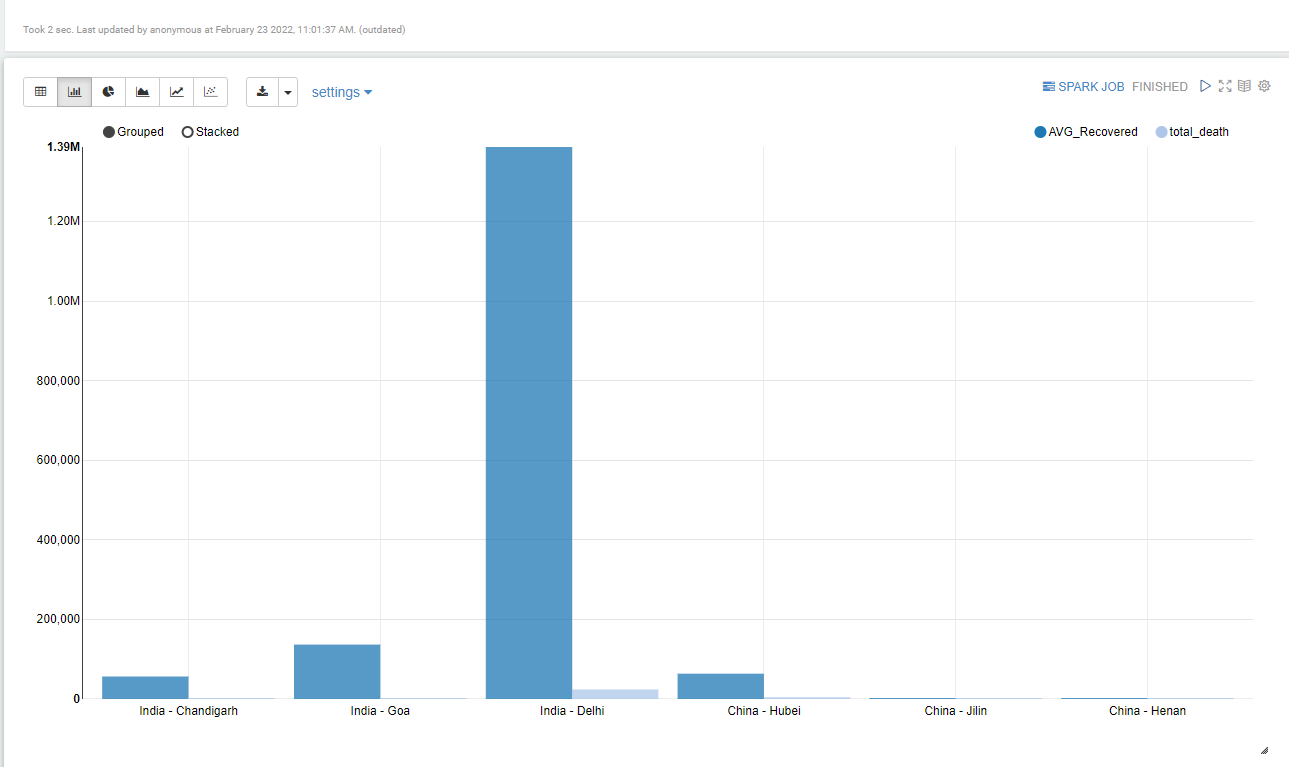 Took 2 sec. Last updated by anonymous at February 23 2022, 11:01:37 AM. (outdated)
settings
SPARK JOB FINISHED
Grouped Stacked
AVG_Recovered total_death
1.39M
1.20M
1.00M
800,000
600,000
400,000
200,000
0
India - Chandigarh India - Goa India - Delhi China - Hubei China - Jilin China - Henan